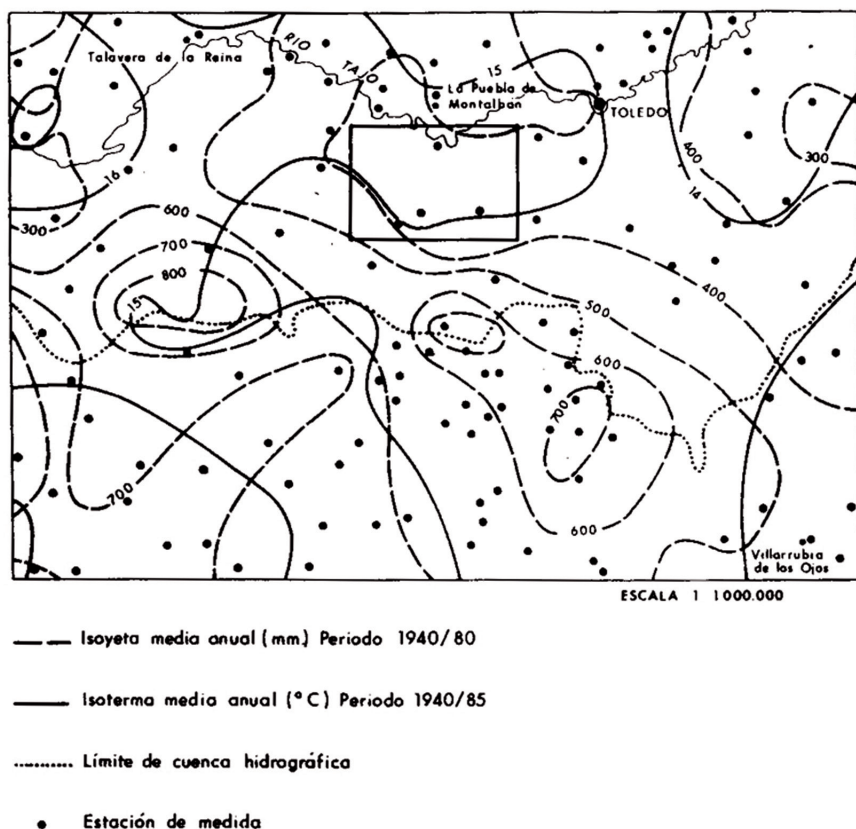 RIO
TAJO
Talavera de la Reina
15
La Puebla de
Montalbán
TOLEDO
400
300
16
14
300
600
700
800
15
500
400
600
700
700
600
Villarrubia
de los Ojos
ESCALA 1 1000.000
Isoyeta media anual (mm.) Periodo 1940/80
Isoterma media anual (°C) Periodo 1940/85
Límite de cuenca hidrográfica
Estación de medida